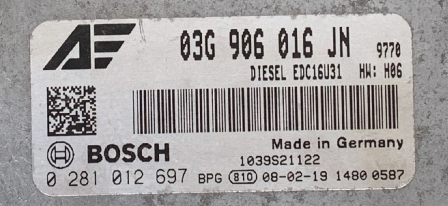 03G 906 016 JN 9770
DIESEL EDC16U31 HW: H06
Made in Germany
BOSCH 1039S21122
0 281 012 697 BPG 810 08-02-19 1480 0587